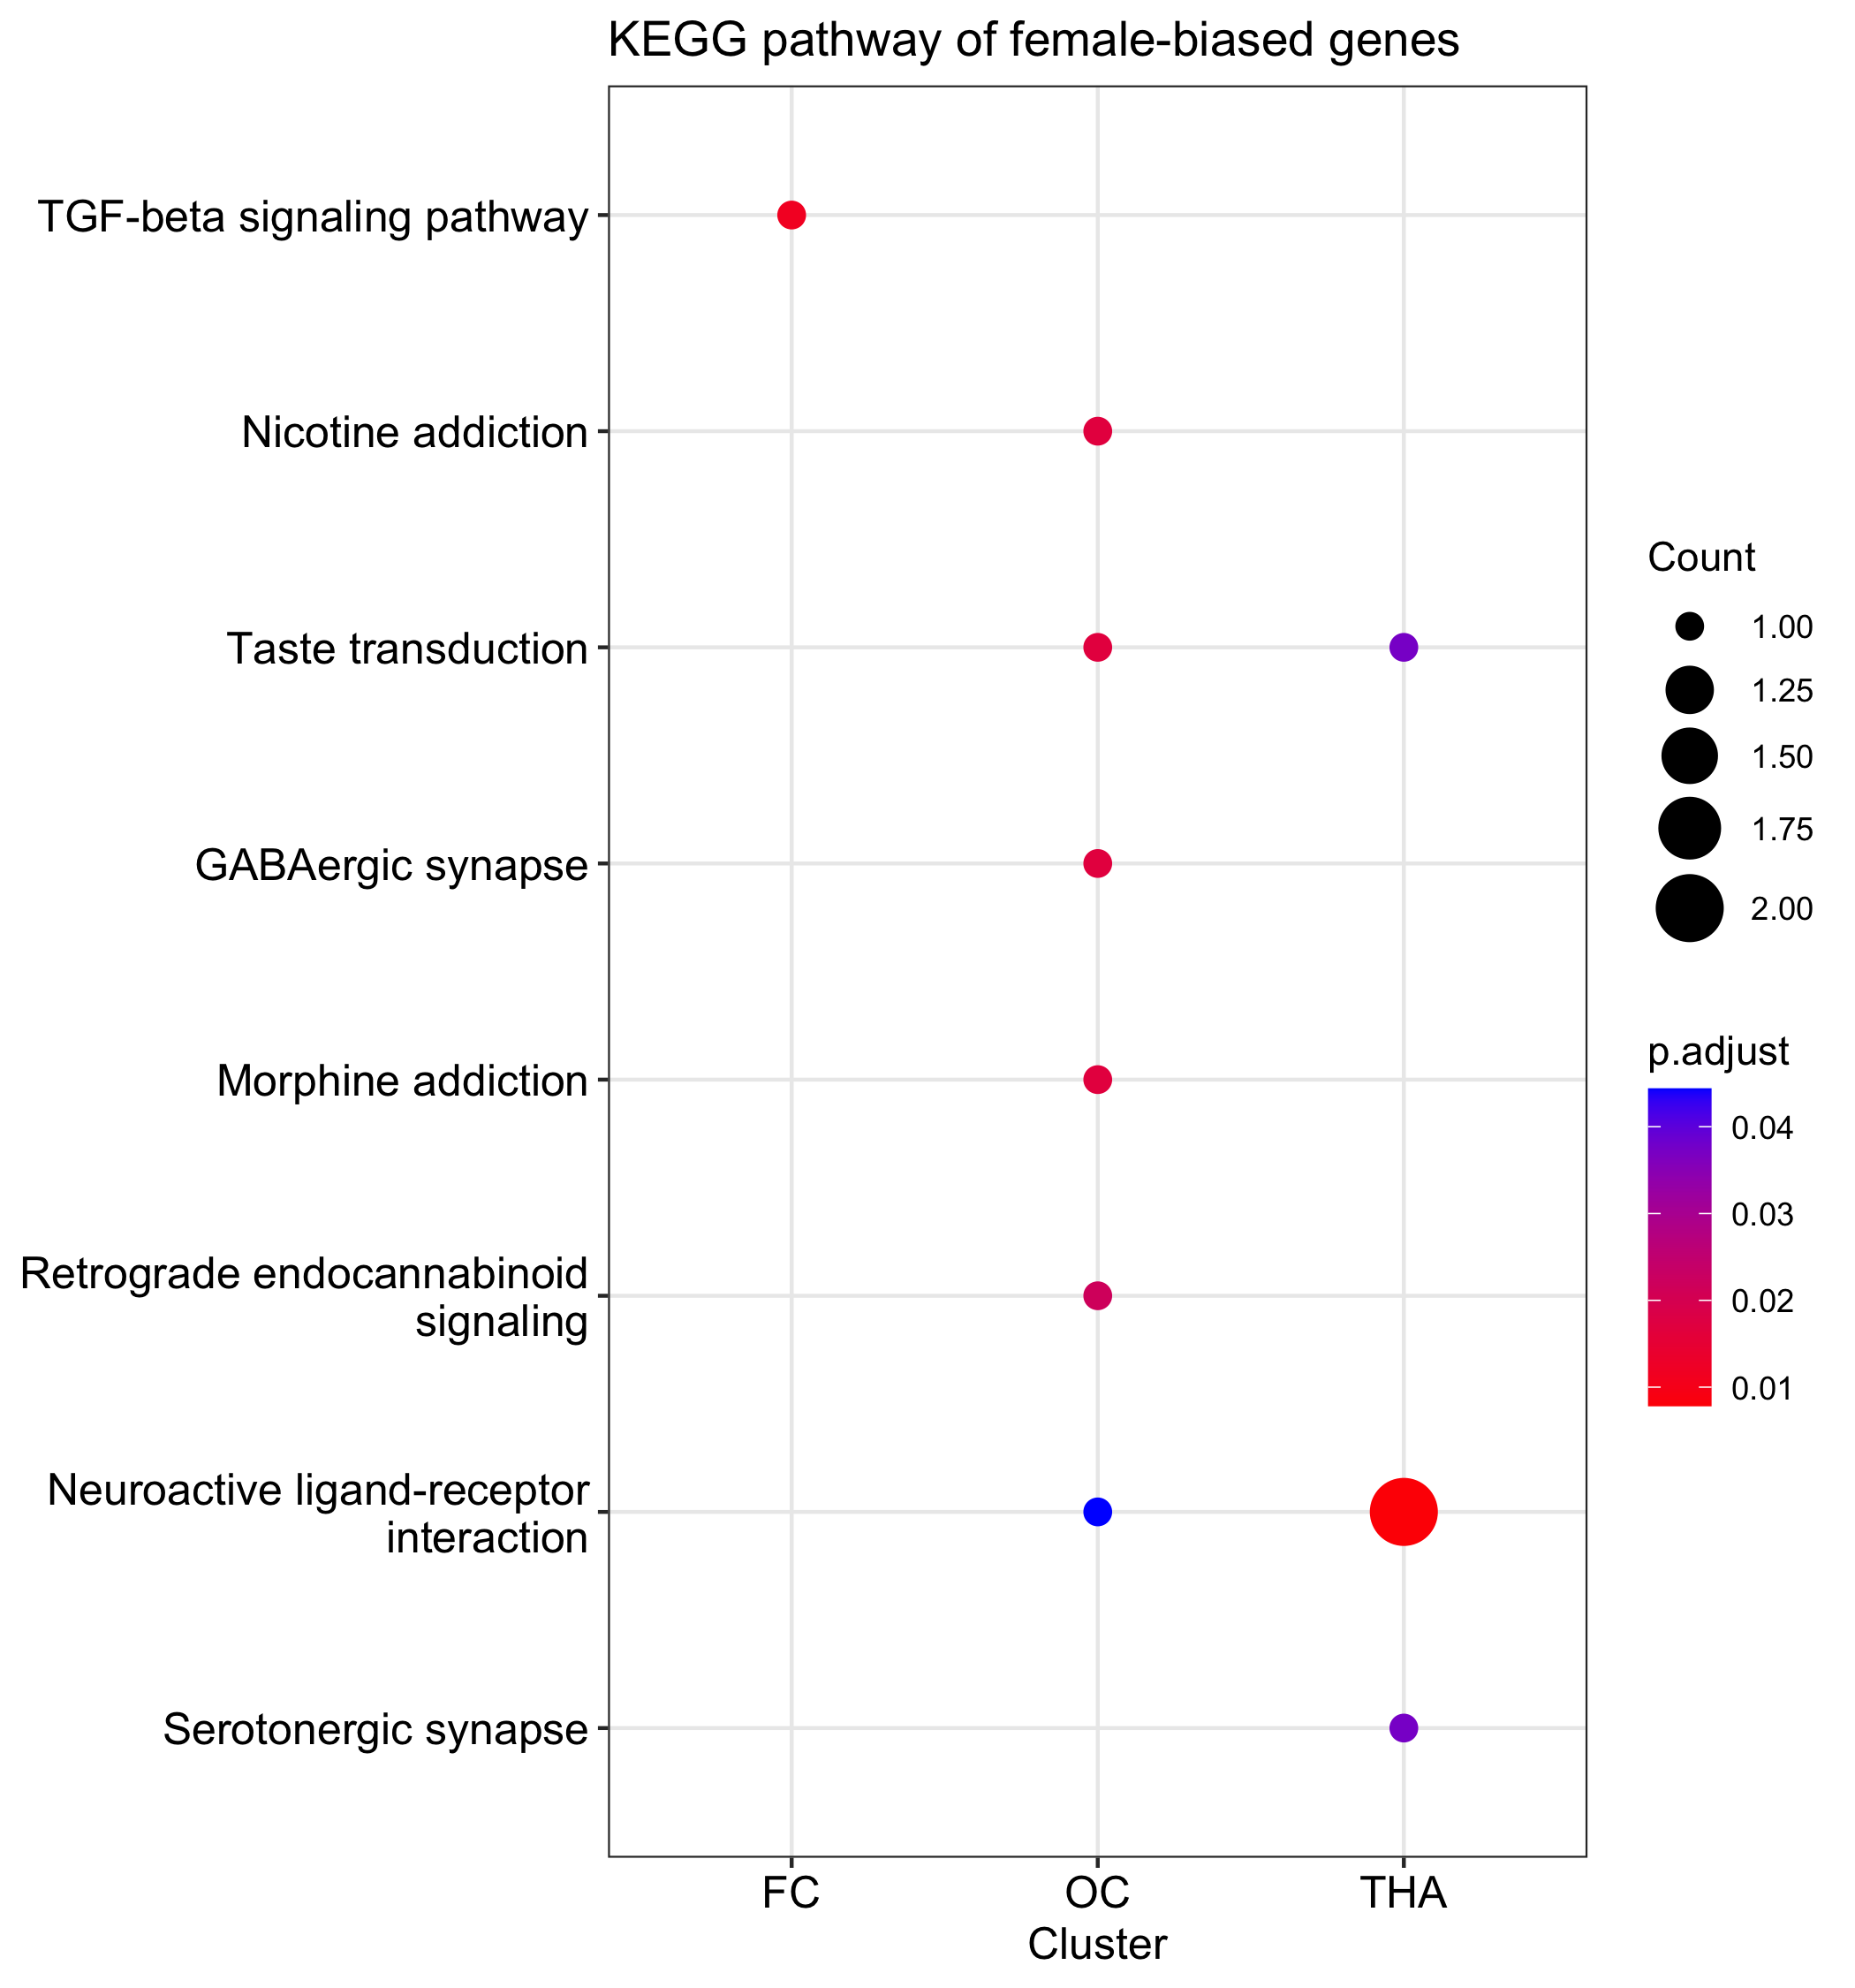 KEGG pathway of female-biased genes
TGF-beta signaling pathway
Nicotine addiction
Taste transduction
GABAergic synapse
Morphine addiction
Retrograde endocannabinoid
signaling
Neuroactive ligand-receptor
interaction
Serotonergic synapse
FC
OC
THA
Cluster
Count
1.00
1.25
1.50
1.75
2.00
p.adjust
0.04
0.03
0.02
0.01